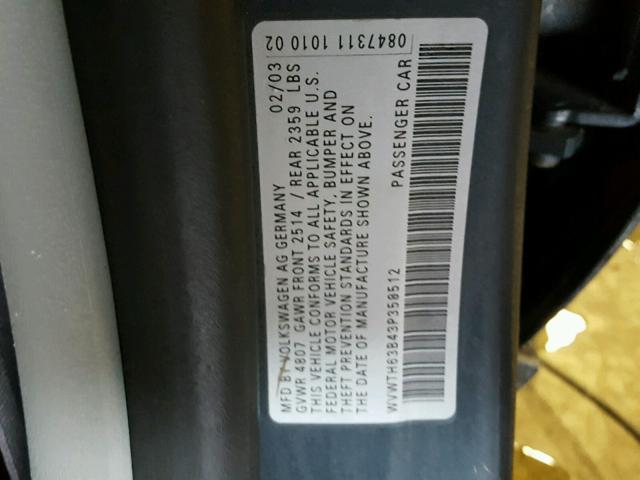 MFD BY VOLKSWAGEN AG GERMANY 02/03
GVWR 4807 GAWR FRONT 2514 / REAR 2359 LBS
THIS VEHICLE CONFORMS TO ALL APPLICABLE U.S.
FEDERAL MOTOR VEHICLE SAFETY, BUMPER AND
THEFT PREVENTION STANDARDS IN EFFECT ON
THE DATE OF MANUFACTURE SHOWN ABOVE.
PASSENGER CAR
WVWTH63B43P350512
0847311 1010 02